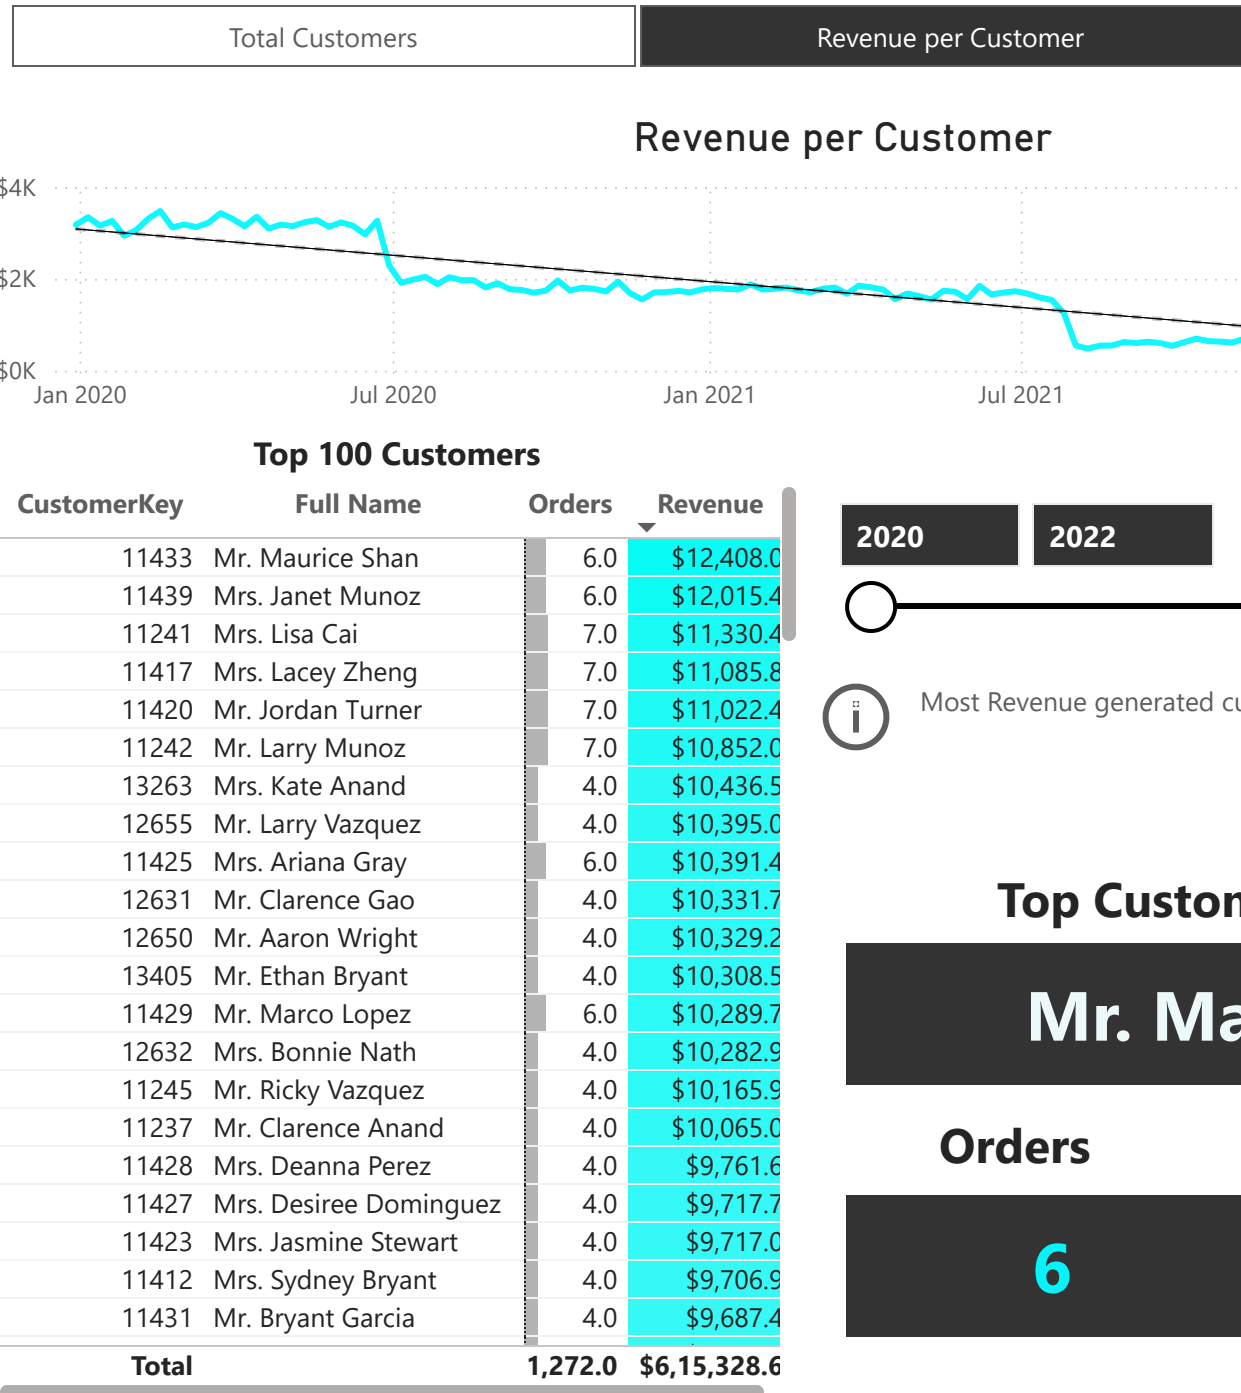 Total Customers
Revenue per Customer
Revenue per Customer
$4K
$2K
$0K
Jan 2020 Jul 2020 Jan 2021 Jul 2021
Top 100 Customers
CustomerKey Full Name Orders Revenue
11433 Mr. Maurice Shan 6.0 $12,408.0
11439 Mrs. Janet Munoz 6.0 $12,015.4
11241 Mrs. Lisa Cai 7.0 $11,330.4
11417 Mrs. Lacey Zheng 7.0 $11,085.8
11420 Mr. Jordan Turner 7.0 $11,022.4
11242 Mr. Larry Munoz 7.0 $10,852.0
13263 Mrs. Kate Anand 4.0 $10,436.5
12655 Mr. Larry Vazquez 4.0 $10,395.0
11425 Mrs. Ariana Gray 6.0 $10,391.4
12631 Mr. Clarence Gao 4.0 $10,331.7
12650 Mr. Aaron Wright 4.0 $10,329.2
13405 Mr. Ethan Bryant 4.0 $10,308.5
11429 Mr. Marco Lopez 6.0 $10,289.7
12632 Mrs. Bonnie Nath 4.0 $10,282.9
11245 Mr. Ricky Vazquez 4.0 $10,165.9
11237 Mr. Clarence Anand 4.0 $10,065.0
11428 Mrs. Deanna Perez 4.0 $9,761.6
11427 Mrs. Desiree Dominguez 4.0 $9,717.7
11423 Mrs. Jasmine Stewart 4.0 $9,717.0
11412 Mrs. Sydney Bryant 4.0 $9,706.9
11431 Mr. Bryant Garcia 4.0 $9,687.4
Total 1,272.0 $6,15,328.6
2020 2022
Most Revenue generated cu
Top Custom
Mr. Ma
Orders
6